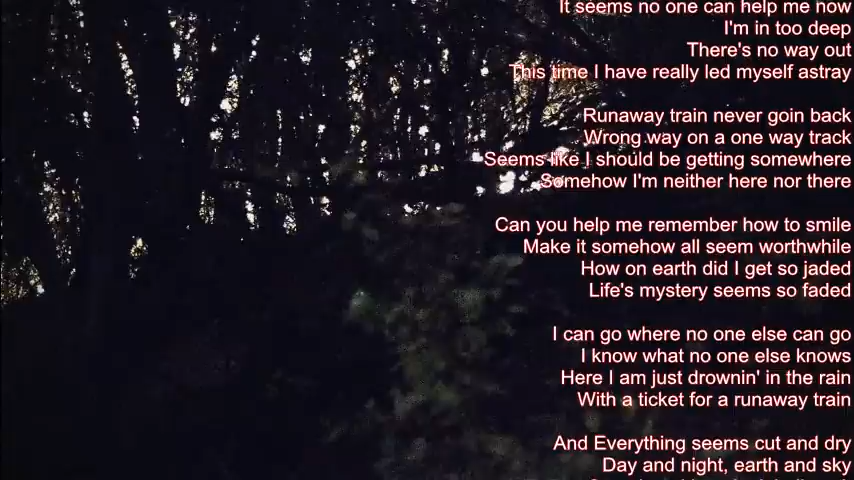 It seems no one can help me now
I'm in too deep
There's no way out
This time I have really led myself astray
Runaway train never goin back
Wrong way on a one way track
Seems like I should be getting somewhere
Somehow I'm neither here nor there
Can you help me remember how to smile
Make it somehow all seem worthwhile
How on earth did I get so jaded
Life's mystery seems so faded
I can go where no one else can go
I know what no one else knows
Here I am just drownin' in the rain
With a ticket for a runaway train
And Everything seems cut and dry
Day and night, earth and sky